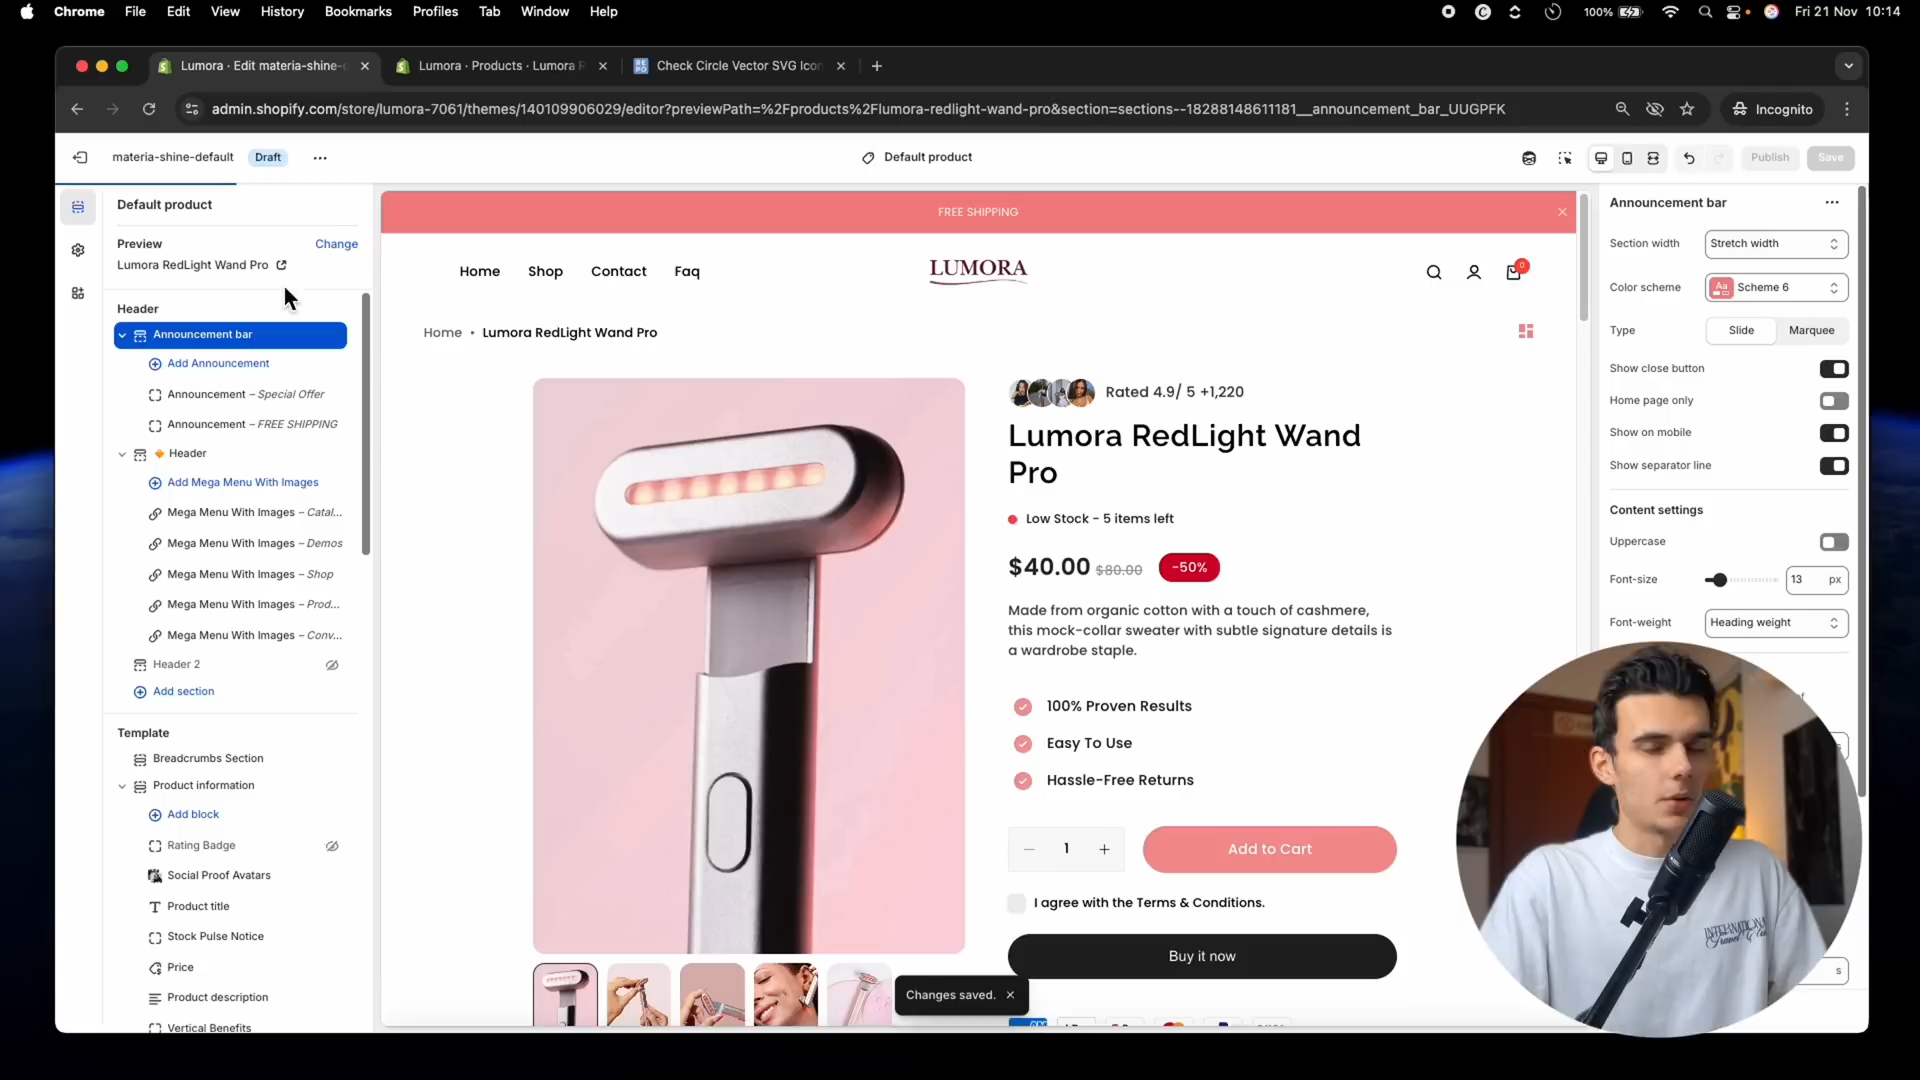 Chrome File Edit View History Bookmarks Profiles Tab Window Help
100% Fri 21 Nov 10:14
Lumora · Edit materia-shine-
Lumora · Products · Lumora R
Check Circle Vector SVG Icon
admin.shopify.com/store/lumora-7061/themes/140109906029/editor?previewPath=%2Fproducts%2Flumora-redlight-wand-pro&section=sections--18288148611181__announcement_bar_UUGPFK
Incognito
materia-shine-default Draft
Default product
Publish Save
Default product
Preview Change
Lumora RedLight Wand Pro
Header
Announcement bar
Add Announcement
Announcement – Special Offer
Announcement – FREE SHIPPING
Header
Add Mega Menu With Images
Mega Menu With Images – Catal...
Mega Menu With Images – Demos
Mega Menu With Images – Shop
Mega Menu With Images – Prod...
Mega Menu With Images – Conv...
Header 2
Add section
Template
Breadcrumbs Section
Product information
Add block
Rating Badge
Social Proof Avatars
Product title
Stock Pulse Notice
Price
Product description
Vertical Benefits
FREE SHIPPING
Home Shop Contact Faq
LUMORA
0
Home • Lumora RedLight Wand Pro
Rated 4.9/ 5 +1,220
Lumora RedLight Wand
Pro
Low Stock - 5 items left
$40.00 $80.00 -50%
Made from organic cotton with a touch of cashmere,
this mock-collar sweater with subtle signature details is
a wardrobe staple.
100% Proven Results
Easy To Use
Hassle-Free Returns
1
Add to Cart
I agree with the Terms & Conditions.
Buy it now
Changes saved.
Announcement bar
Section width Stretch width
Color scheme Aa Scheme 6
Type Slide Marquee
Show close button
Home page only
Show on mobile
Show separator line
Content settings
Uppercase
Font-size 13 px
Font-weight Heading weight
INTERNATIONAL
s